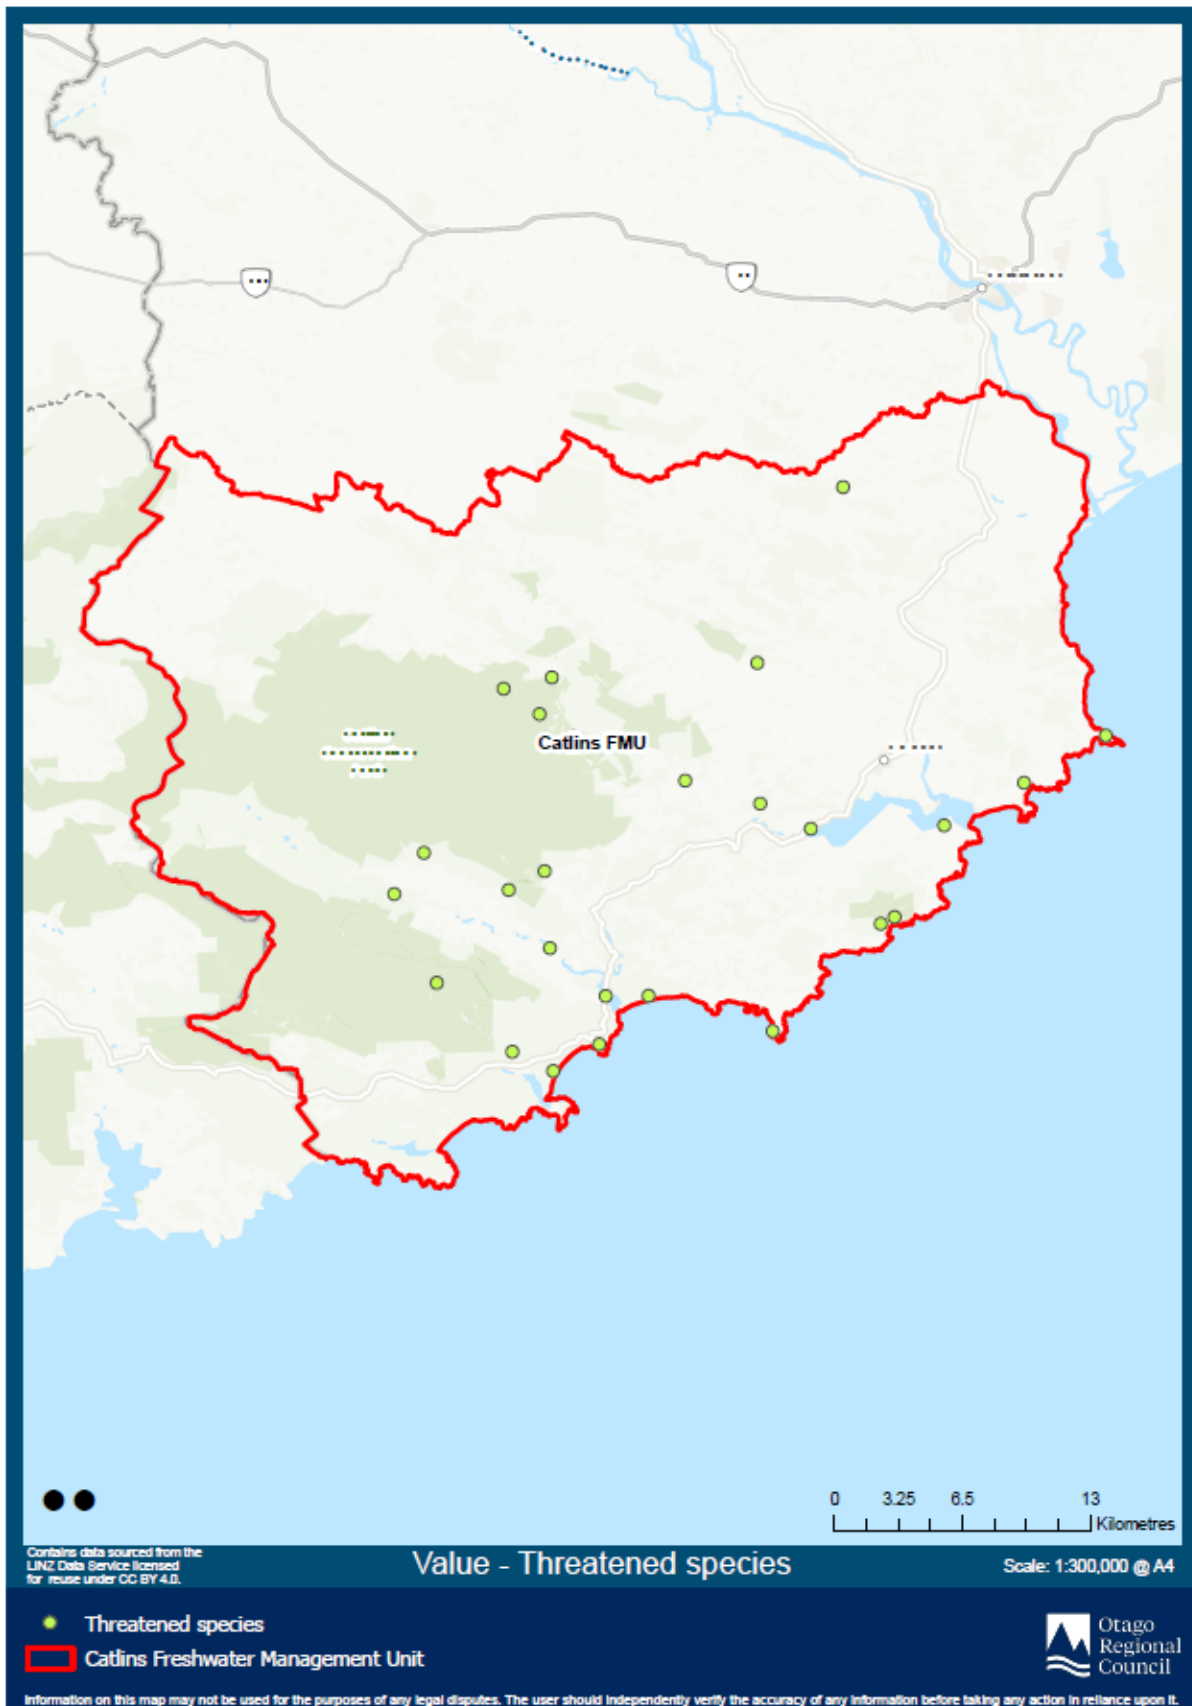 Catlins FMU
0 3.25 6.5 13
Kilometres
Contains data sourced from the
LINZ Data Service licensed
for reuse under CC BY 4.0.
Value - Threatened species
Scale: 1:300,000 @ A4
Threatened species
Catlins Freshwater Management Unit
Otago
Regional
Council
Information on this map may not be used for the purposes of any legal disputes. The user should independently verify the accuracy of any information before taking any action in reliance upon it.